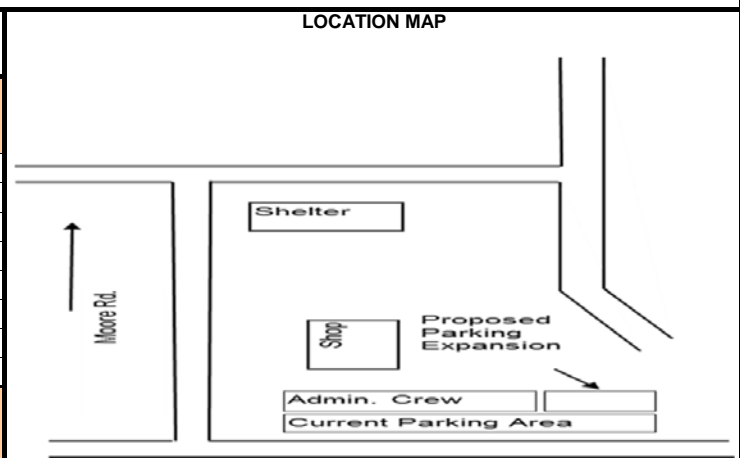 LOCATION MAP
Shelter
Moore Rd.
Shop
Proposed
Parking
Expansion
Admin. Crew
Current Parking Area